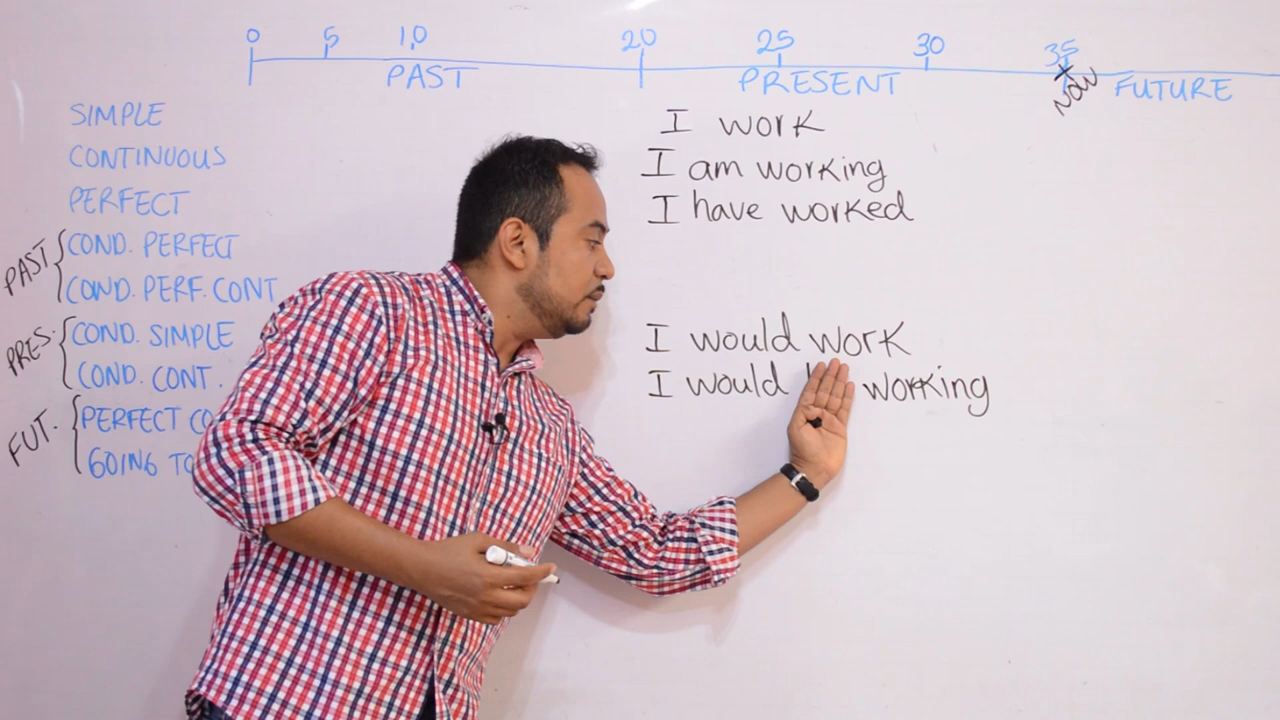 0 5 10 20 25 30 35
PAST PRESENT NOW FUTURE
SIMPLE I work
CONTINUOUS I am working
PERFECT I have worked
PAST
COND. PERFECT
COND. PERF. CONT
PRES.
COND. SIMPLE I would work
COND. CONT. I would working
FUT.
PERFECT
GOING TO